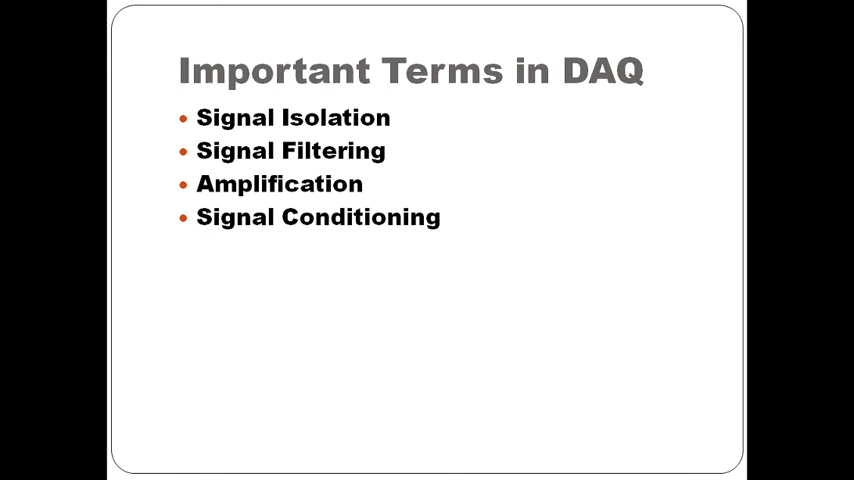 Important Terms in DAQ
Signal Isolation
Signal Filtering
Amplification
Signal Conditioning